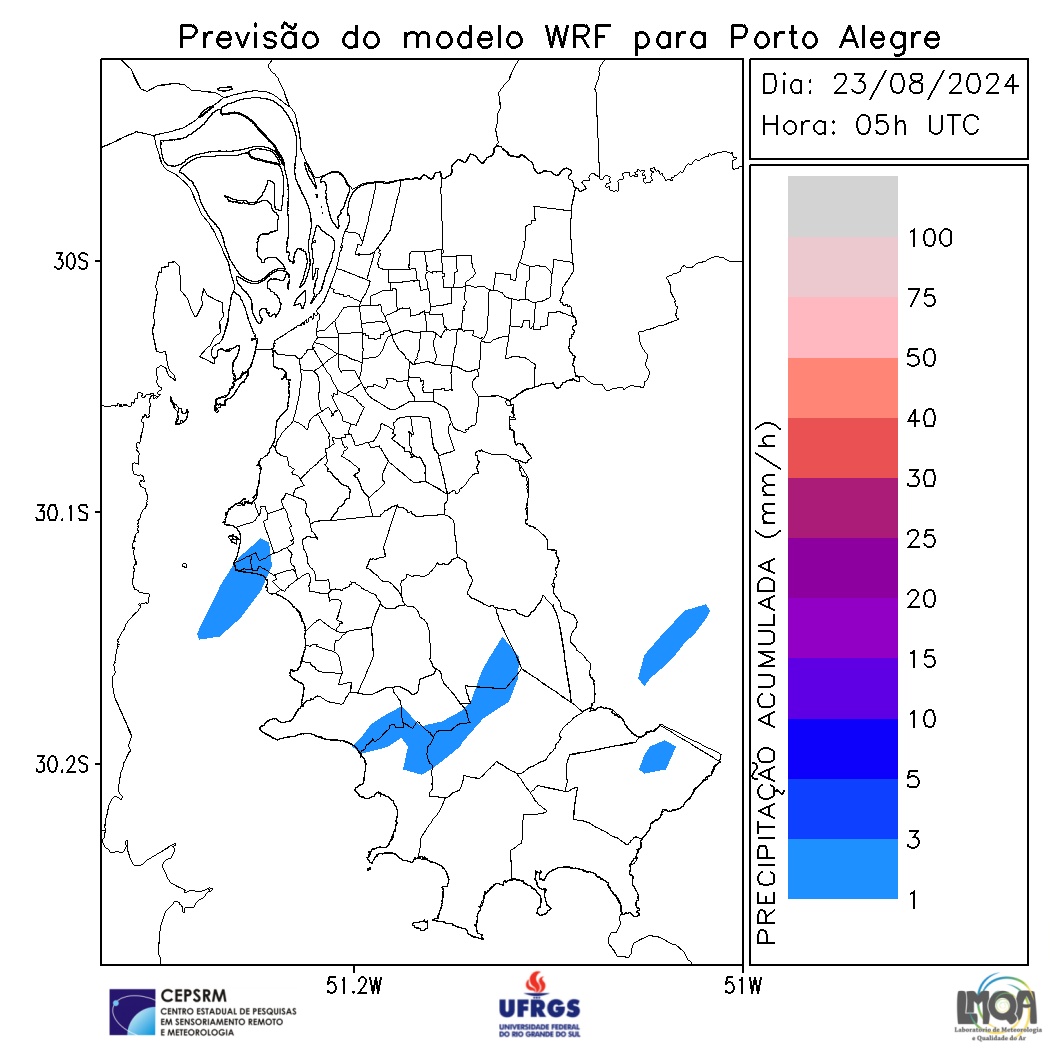 Previsão do modelo WRF para Porto Alegre
Dia: 23/08/2024
Hora: 05h UTC
30S
30.1S
30.2S
51.2W
51W
PRECIPITAÇÃO ACUMULADA (mm/h)
100
75
50
40
30
25
20
15
10
5
3
1
CEPSRM
CENTRO ESTADUAL DE PESQUISAS
EM SENSORIAMENTO REMOTO
E METEOROLOGIA
UFRGS
UNIVERSIDADE FEDERAL
DO RIO GRANDE DO SUL
LMQA
Laboratório de Meteorologia
e Qualidade do Ar